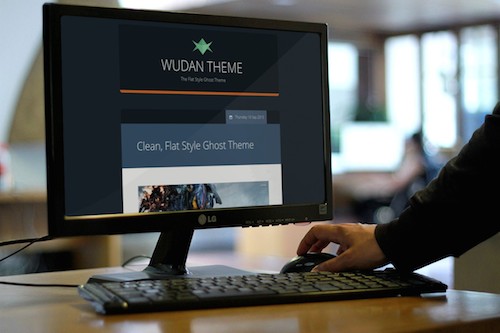 WUDAN THEME
The Flat Style Ghost Theme
Clean, Flat Style Ghost Theme
LG